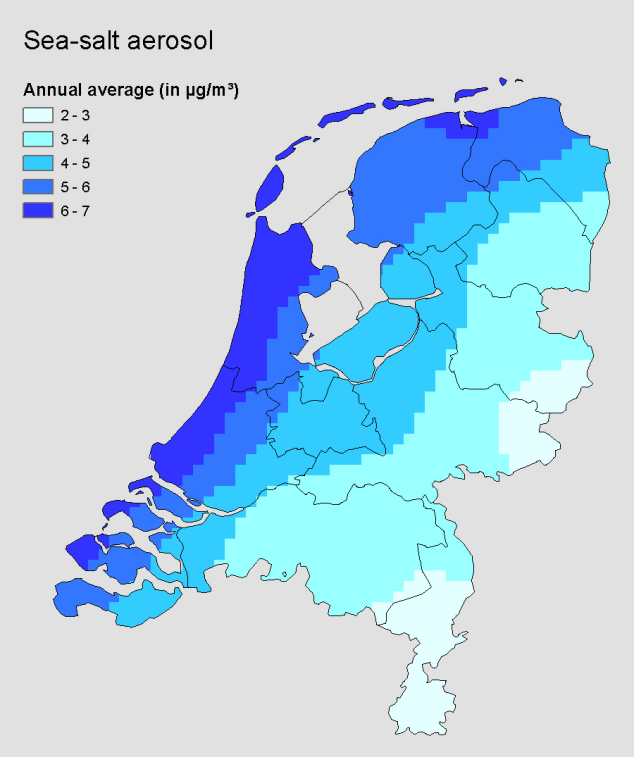 Sea-salt aerosol
Annual average (in µg/m³)
2 - 3
3 - 4
4 - 5
5 - 6
6 - 7